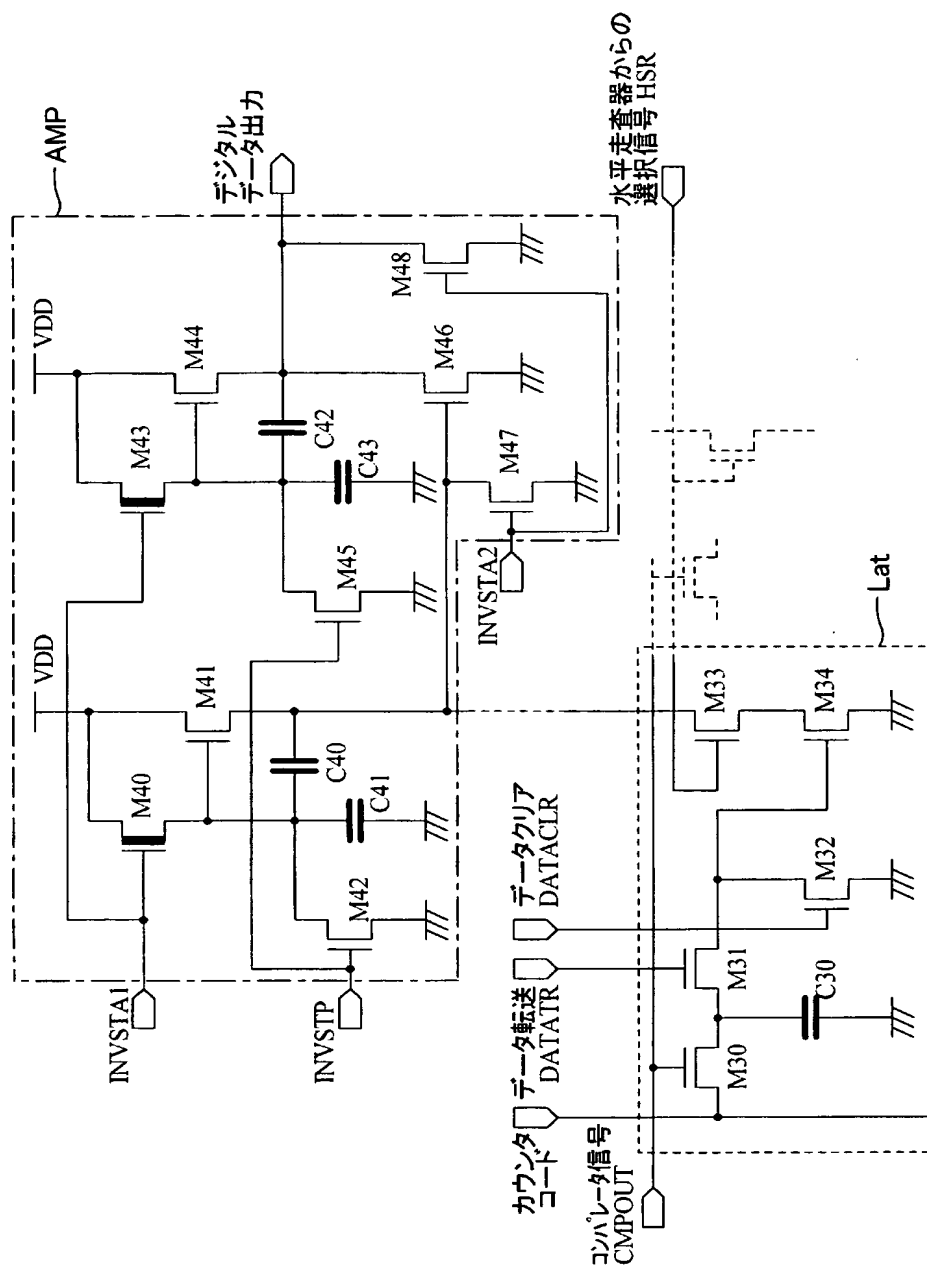 AMP
VDD
M43
M44
デジタル
データ出力
C42
C43
M45
M46
M47
M48
INVSTA2
VDD
M40
M41
C40
C41
M42
INVSTA1
INVSTP
水平走査器からの
選択信号 HSR
Lat
データクリア
DATACLR
データ転送
DATATR
カウンタ
コード
コンパレータ信号
CMPOUT
M30
M31
C30
M32
M33
M34